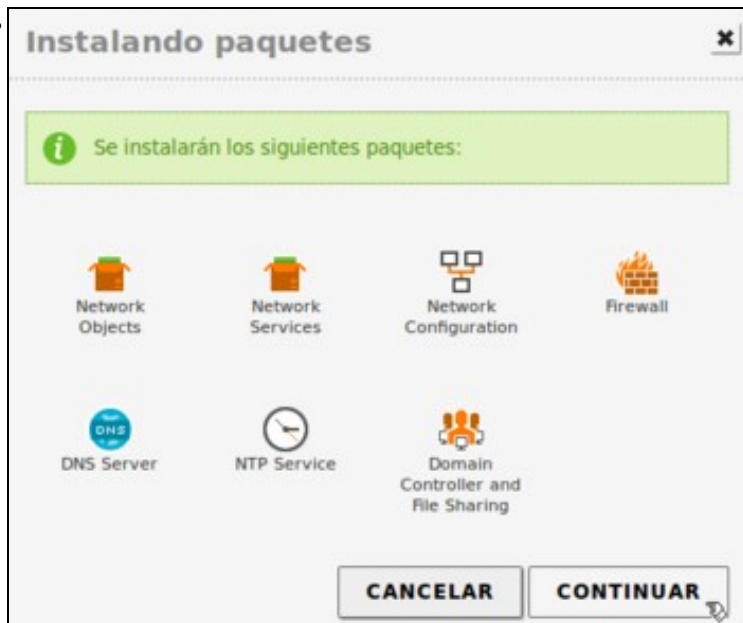 Instalando paquetes
Se instalarán los siguientes paquetes:
Network
Objects
Network
Services
Network
Configuration
Firewall
DNS
DNS Server
NTP Service
Domain
Controller and
File Sharing
CANCELAR
CONTINUAR